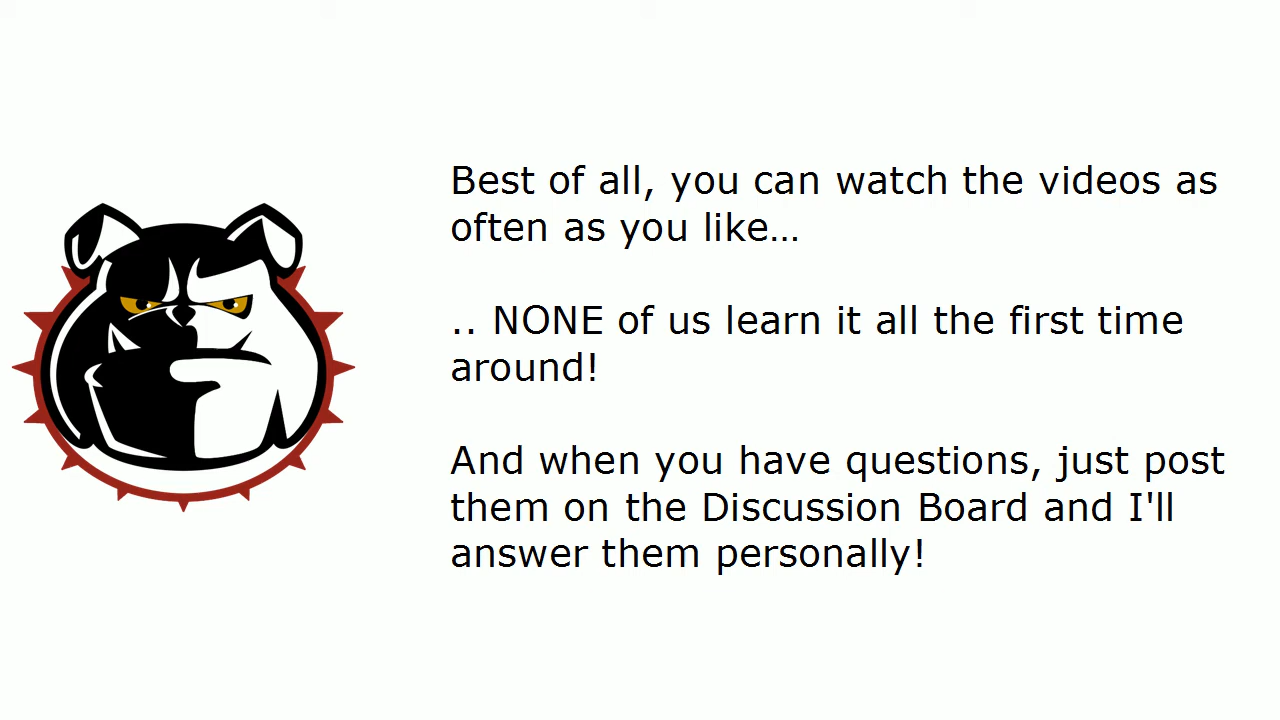 Best of all, you can watch the videos as
often as you like…
.. NONE of us learn it all the first time
around!
And when you have questions, just post
them on the Discussion Board and I'll
answer them personally!